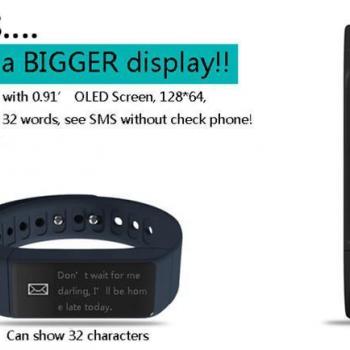 a BIGGER display!!
with 0.91′ OLED Screen, 128*64,
32 words, see SMS without check phone!
Don't wait for me
darling, I'll be hom
e late today.
Can show 32 characters